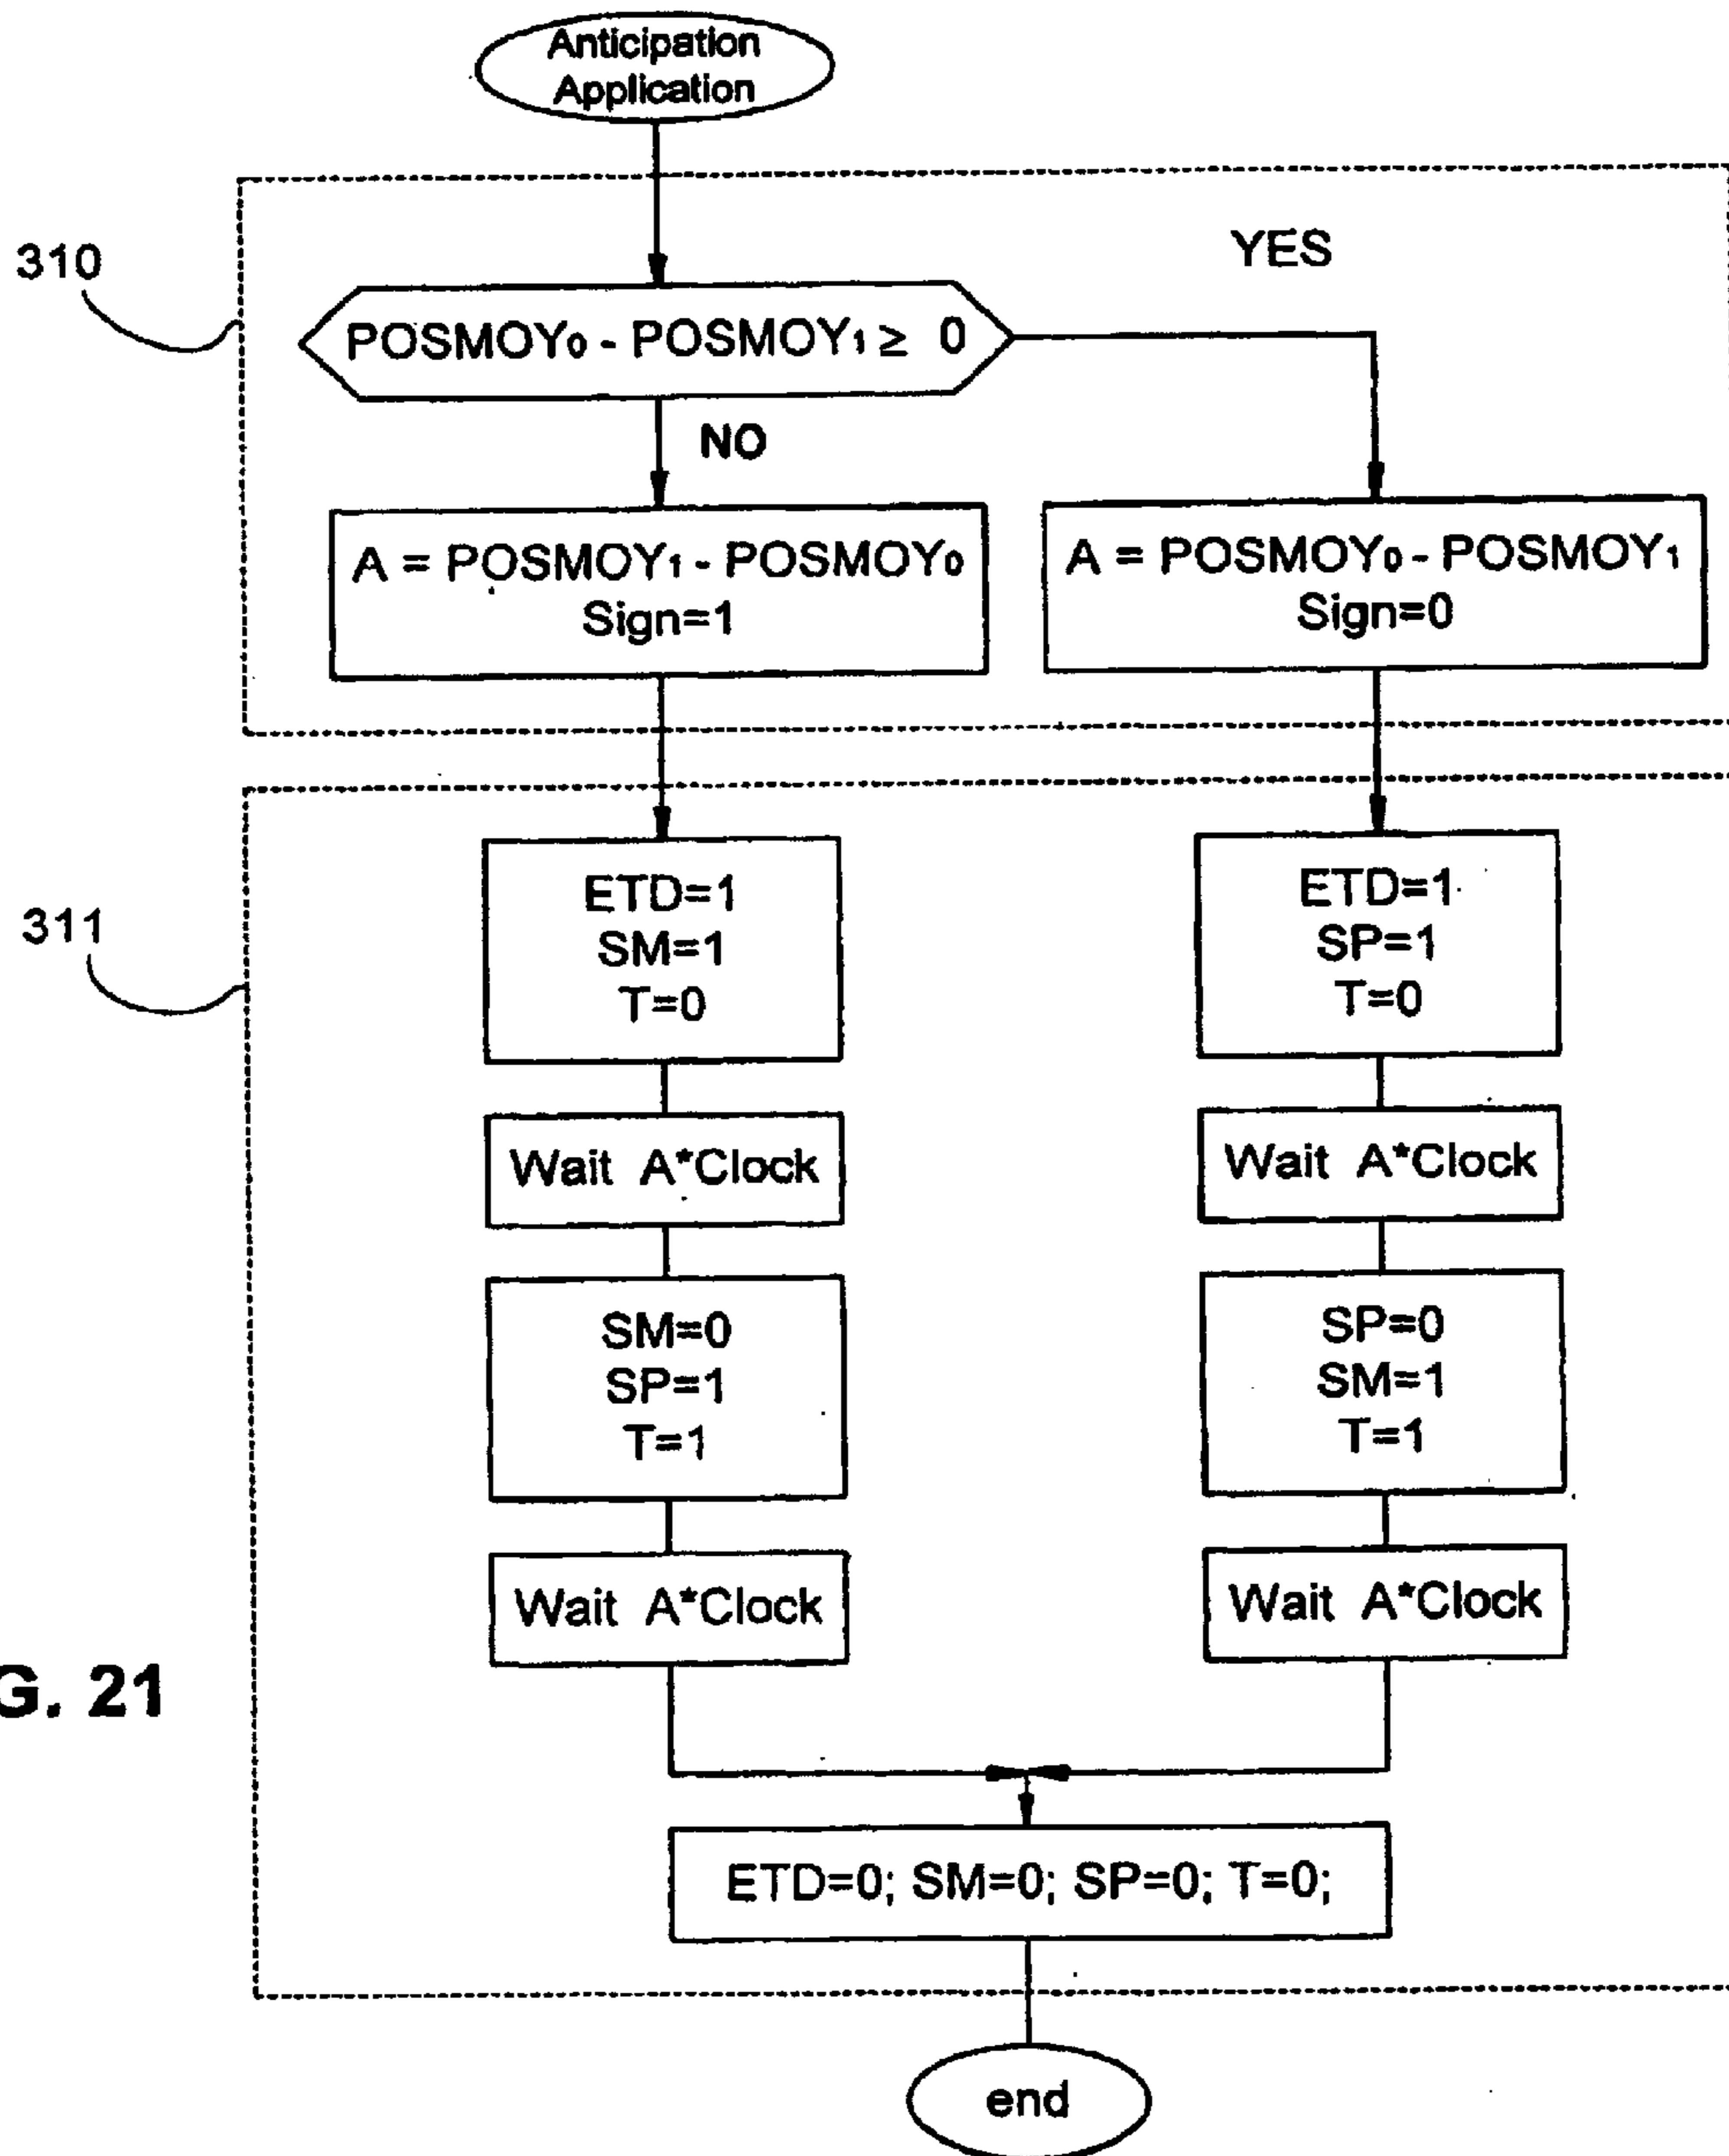 Anticipation
Application
310
YES
POSMOY₀ - POSMOY₁ ≥ 0
NO
A = POSMOY₁ - POSMOY₀
Sign=1
A = POSMOY₀ - POSMOY₁
Sign=0
311
ETD=1
SM=1
T=0
ETD=1
SP=1
T=0
Wait A*Clock
Wait A*Clock
SM=0
SP=1
T=1
SP=0
SM=1
T=1
Wait A*Clock
Wait A*Clock
G. 21
ETD=0; SM=0; SP=0; T=0;
end